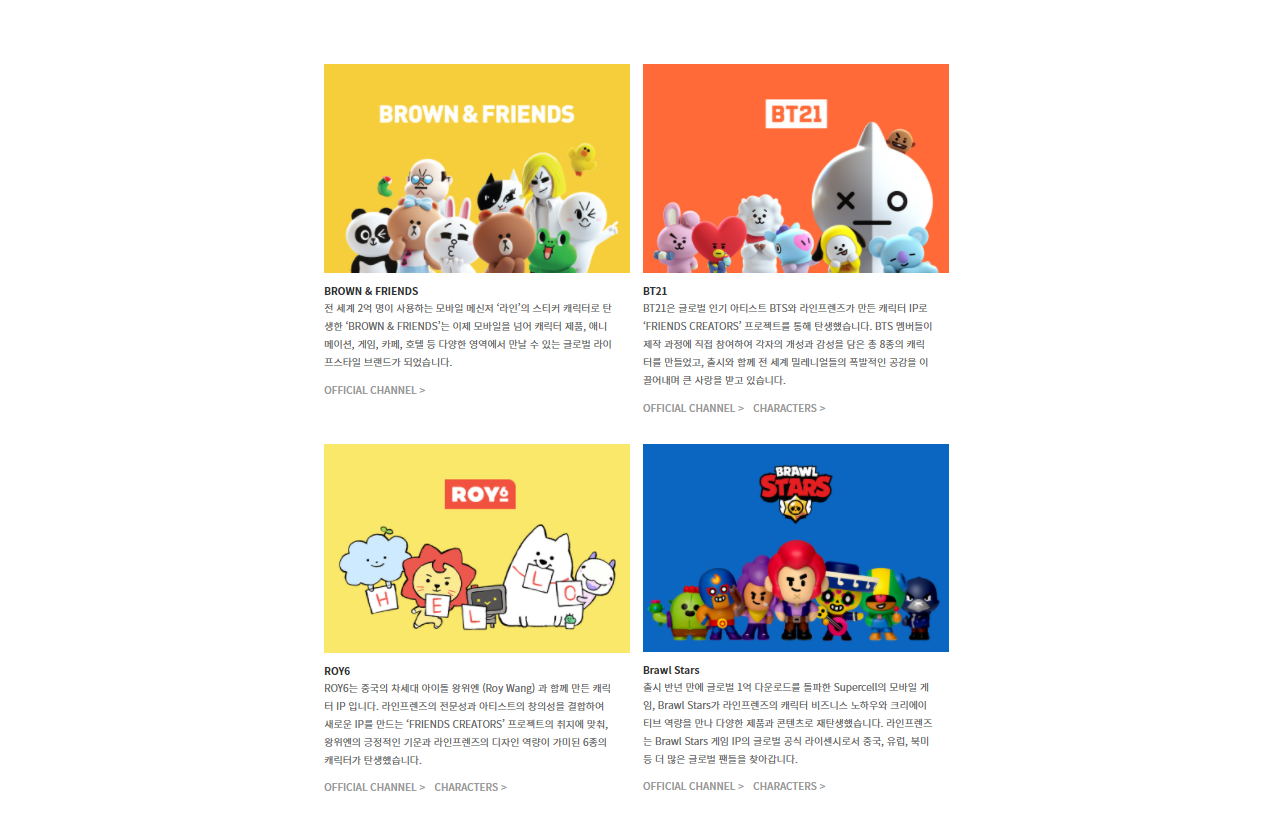 BROWN & FRIENDS
BROWN & FRIENDS
전 세계 2억 명이 사용하는 모바일 메신저 ‘라인’의 스티커 캐릭터로 탄
생한 ‘BROWN & FRIENDS’는 이제 모바일을 넘어 캐릭터 제품, 애니
메이션, 게임, 카페, 호텔 등 다양한 영역에서 만날 수 있는 글로벌 라이
프스타일 브랜드가 되었습니다.
OFFICIAL CHANNEL >
BT21
BT21
BT21은 글로벌 인기 아티스트 BTS와 라인프렌즈가 만든 캐릭터 IP로
‘FRIENDS CREATORS’ 프로젝트를 통해 탄생했습니다. BTS 멤버들이
제작 과정에 직접 참여하여 각자의 개성과 감성을 담은 총 8종의 캐릭
터를 만들었고, 출시와 함께 전 세계 밀레니얼들의 폭발적인 공감을 이
끌어내며 큰 사랑을 받고 있습니다.
OFFICIAL CHANNEL > CHARACTERS >
ROY6
H E L L O
ROY6
ROY6는 중국의 차세대 아이돌 왕위엔 (Roy Wang) 과 함께 만든 캐릭
터 IP 입니다. 라인프렌즈의 전문성과 아티스트의 창의성을 결합하여
새로운 IP를 만드는 ‘FRIENDS CREATORS’ 프로젝트의 취지에 맞춰,
왕위엔의 긍정적인 기운과 라인프렌즈의 디자인 역량이 가미된 6종의
캐릭터가 탄생했습니다.
OFFICIAL CHANNEL > CHARACTERS >
BRAWL
STARS
Brawl Stars
출시 반년 만에 글로벌 1억 다운로드를 돌파한 Supercell의 모바일 게
임, Brawl Stars가 라인프렌즈의 캐릭터 비즈니스 노하우와 크리에이
티브 역량을 만나 다양한 제품과 콘텐츠로 재탄생했습니다. 라인프렌즈
는 Brawl Stars 게임 IP의 글로벌 공식 라이센시로서 중국, 유럽, 북미
등 더 많은 글로벌 팬들을 찾아갑니다.
OFFICIAL CHANNEL > CHARACTERS >